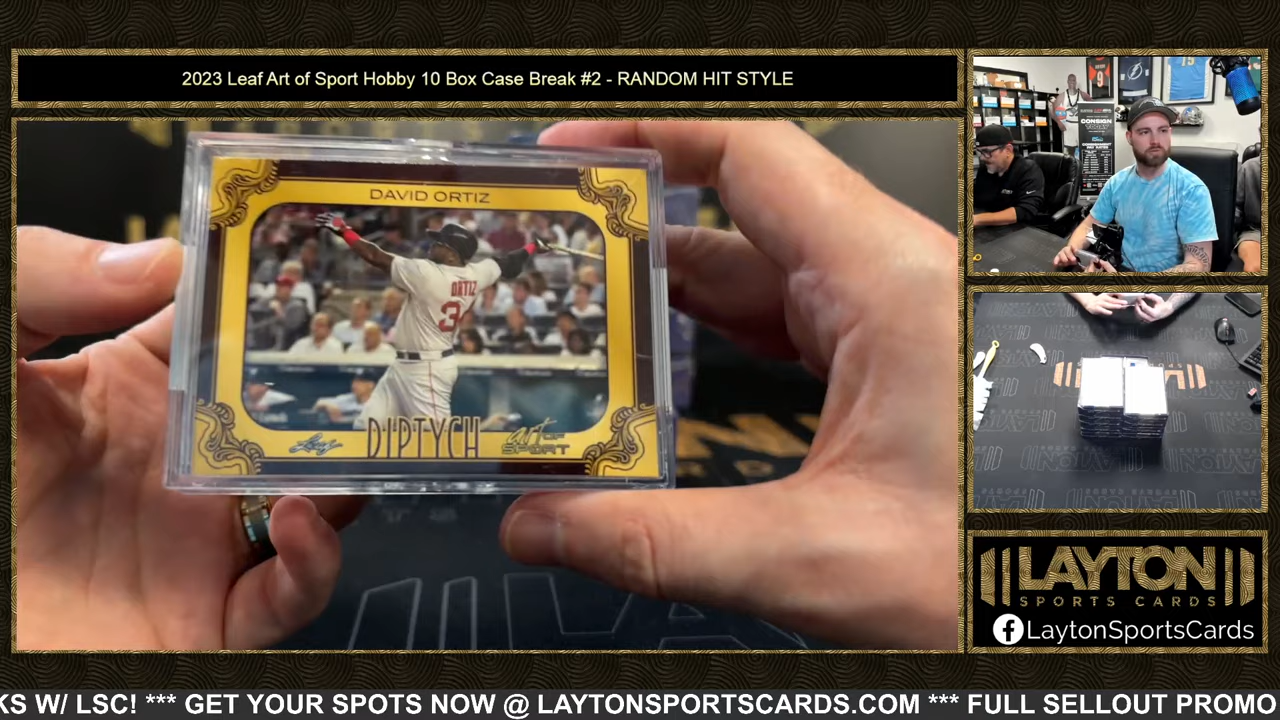 2023 Leaf Art of Sport Hobby 10 Box Case Break #2 - RANDOM HIT STYLE
DAVID ORTIZ
ORTIZ
Leaf
DIPTYCH
art OF
SPORT
CONSIGN
LAYTON
SPORTS CARDS
LaytonSportsCards
KS W/ LSC! *** GET YOUR SPOTS NOW @ LAYTONSPORTSCARDS.COM *** FULL SELLOUT PROMO